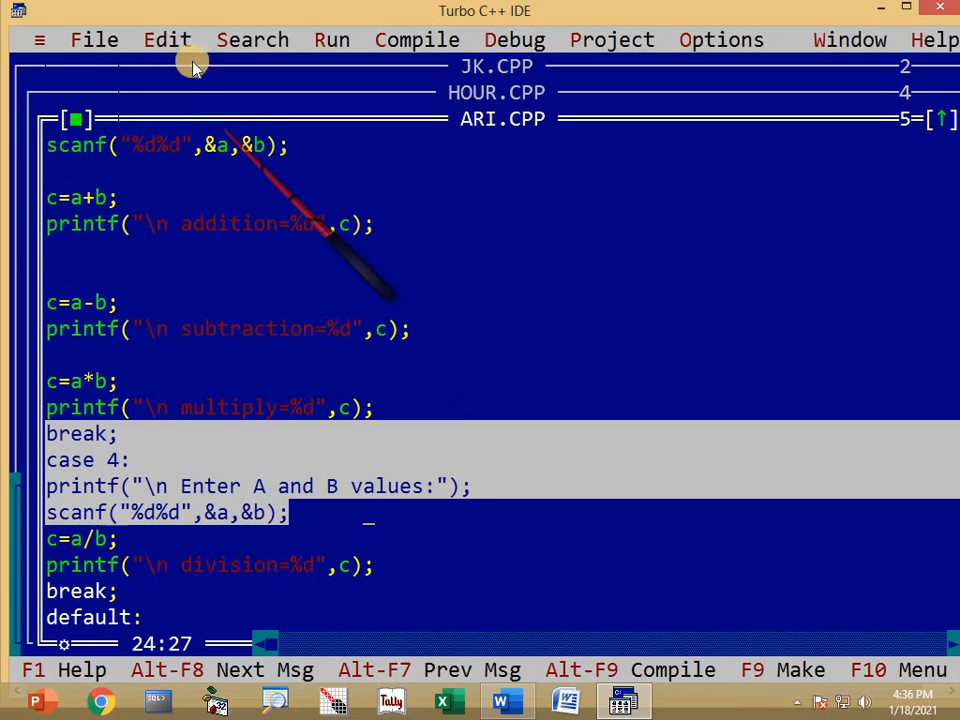 Turbo C++ IDE
≡ File Edit Search Run Compile Debug Project Options Window Help
JK.CPP 2
HOUR.CPP 4
[■] ARI.CPP 5=[↑]
scanf("%d%d",&a,&b);
c=a+b;
printf("\n addition=%d",c);
c=a-b;
printf("\n subtraction=%d",c);
c=a*b;
printf("\n multiply=%d",c);
break;
case 4:
printf("\n Enter A and B values:");
scanf("%d%d",&a,&b);
c=a/b;
printf("\n division=%d",c);
break;
default:
24:27
F1 Help Alt-F8 Next Msg Alt-F7 Prev Msg Alt-F9 Compile F9 Make F10 Menu
4:36 PM
1/18/2021